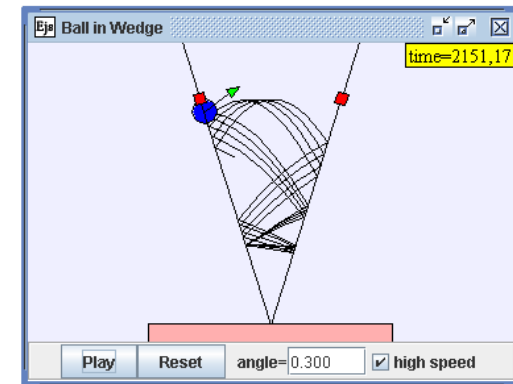 Ejs Ball in Wedge
time=2151,17
Play Reset angle= 0.300 high speed